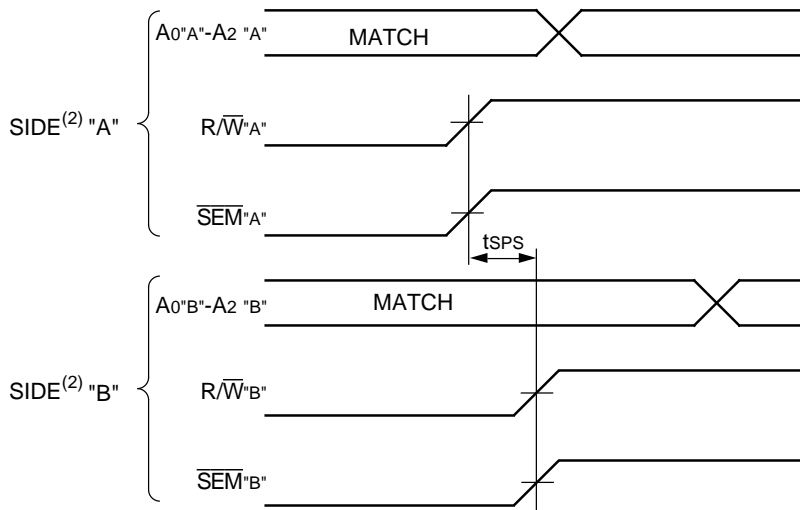 A0"A"-A2 "A" MATCH
SIDE(2) "A"
R/W"A"
SEM"A"
tSPS
A0"B"-A2 "B" MATCH
SIDE(2) "B"
R/W"B"
SEM"B"